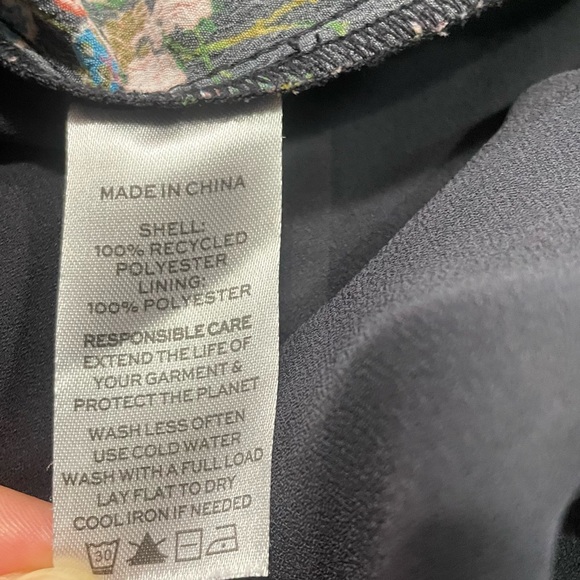 MADE IN CHINA
SHELL:
100% RECYCLED
POLYESTER
LINING:
100% POLYESTER
RESPONSIBLE CARE
EXTEND THE LIFE OF
YOUR GARMENT &
PROTECT THE PLANET
WASH LESS OFTEN
USE COLD WATER
WASH WITH A FULL LOAD
LAY FLAT TO DRY
COOL IRON IF NEEDED
30